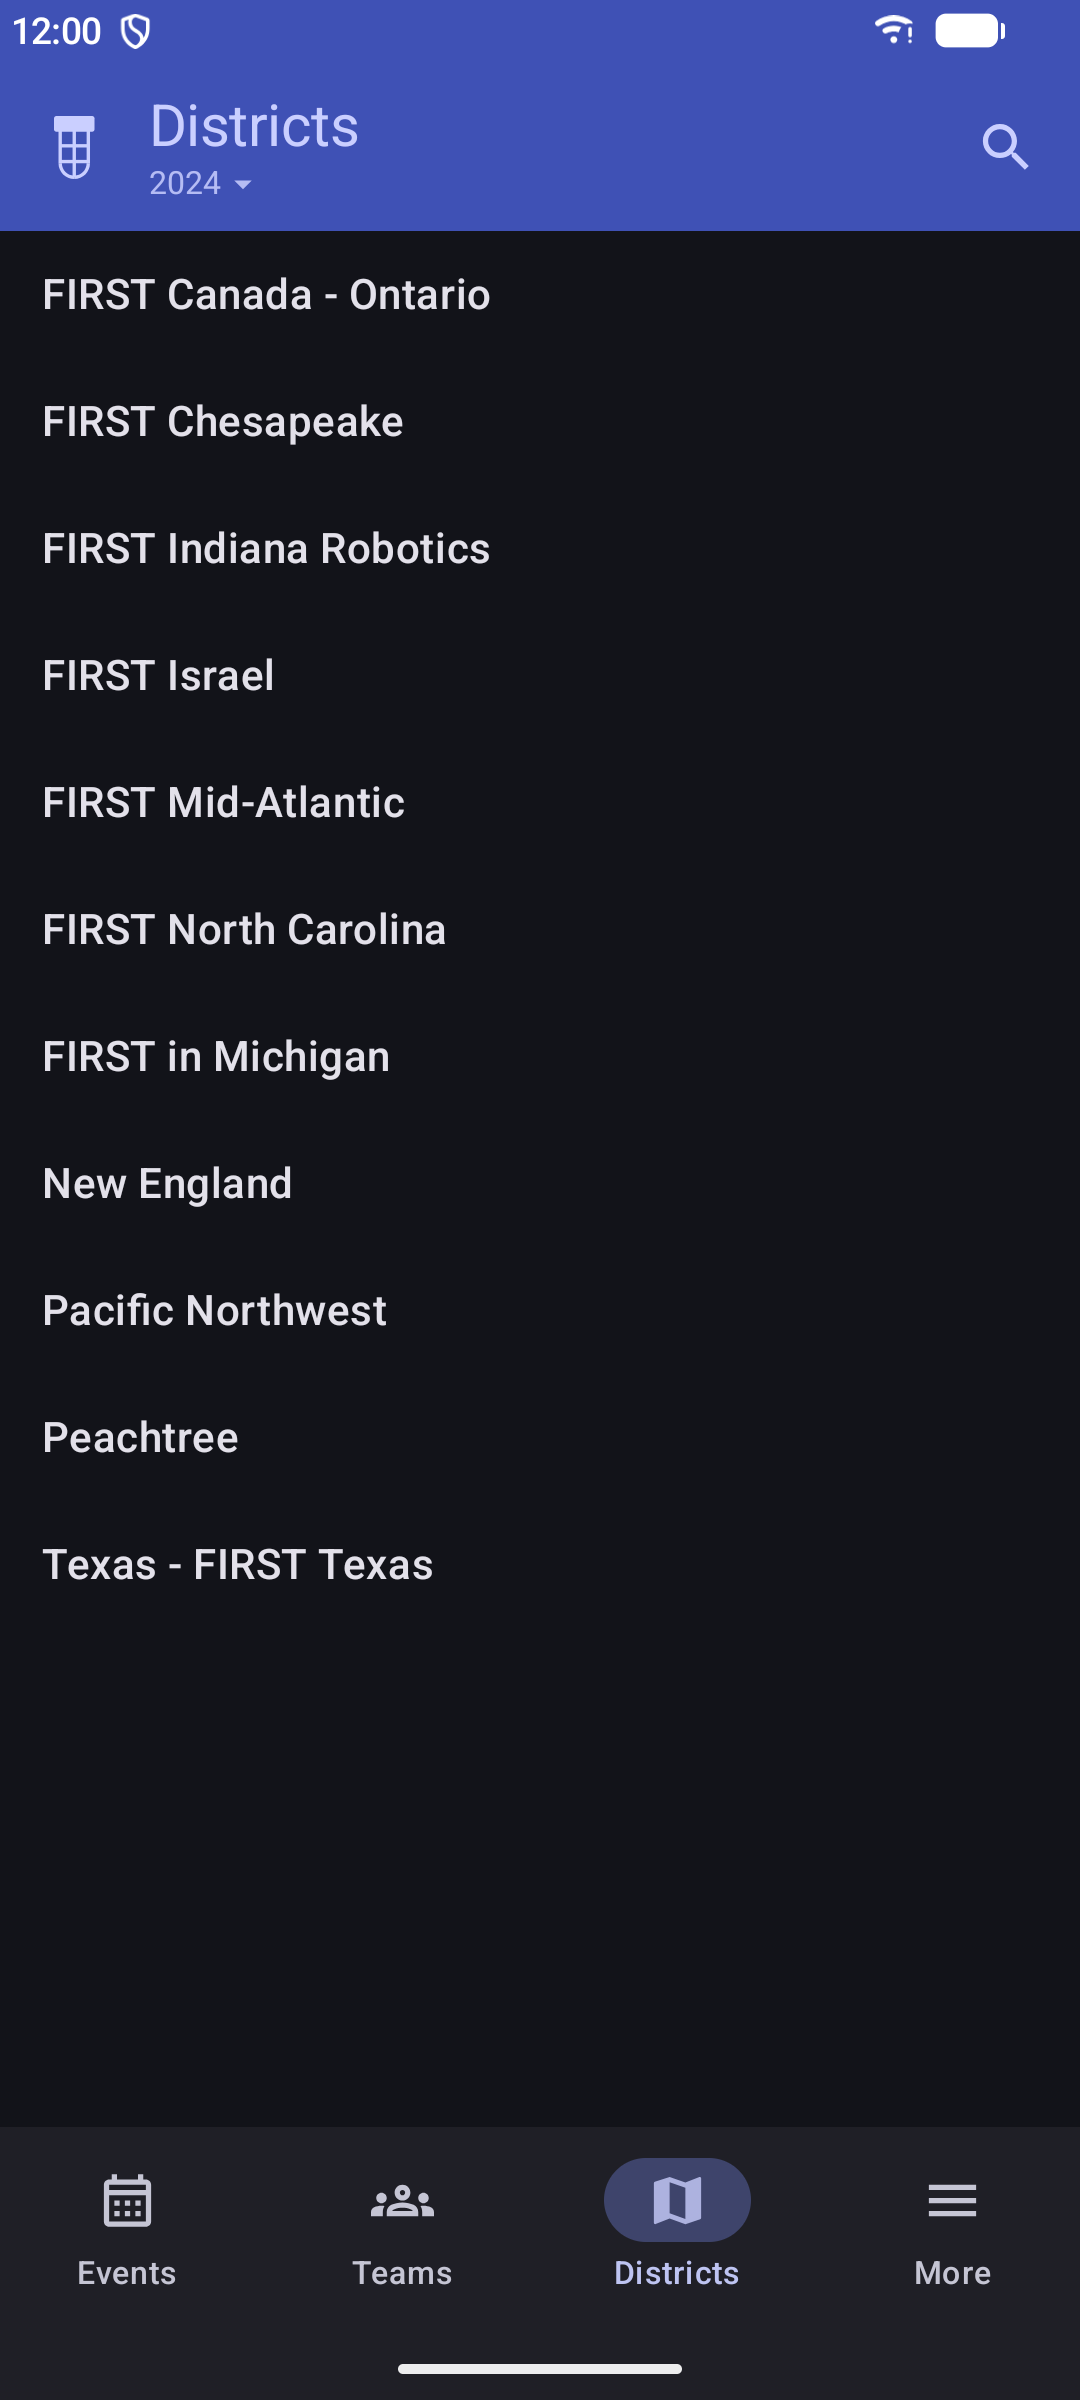 12:00
Districts
2024
FIRST Canada - Ontario
FIRST Chesapeake
FIRST Indiana Robotics
FIRST Israel
FIRST Mid-Atlantic
FIRST North Carolina
FIRST in Michigan
New England
Pacific Northwest
Peachtree
Texas - FIRST Texas
Events
Teams
Districts
More